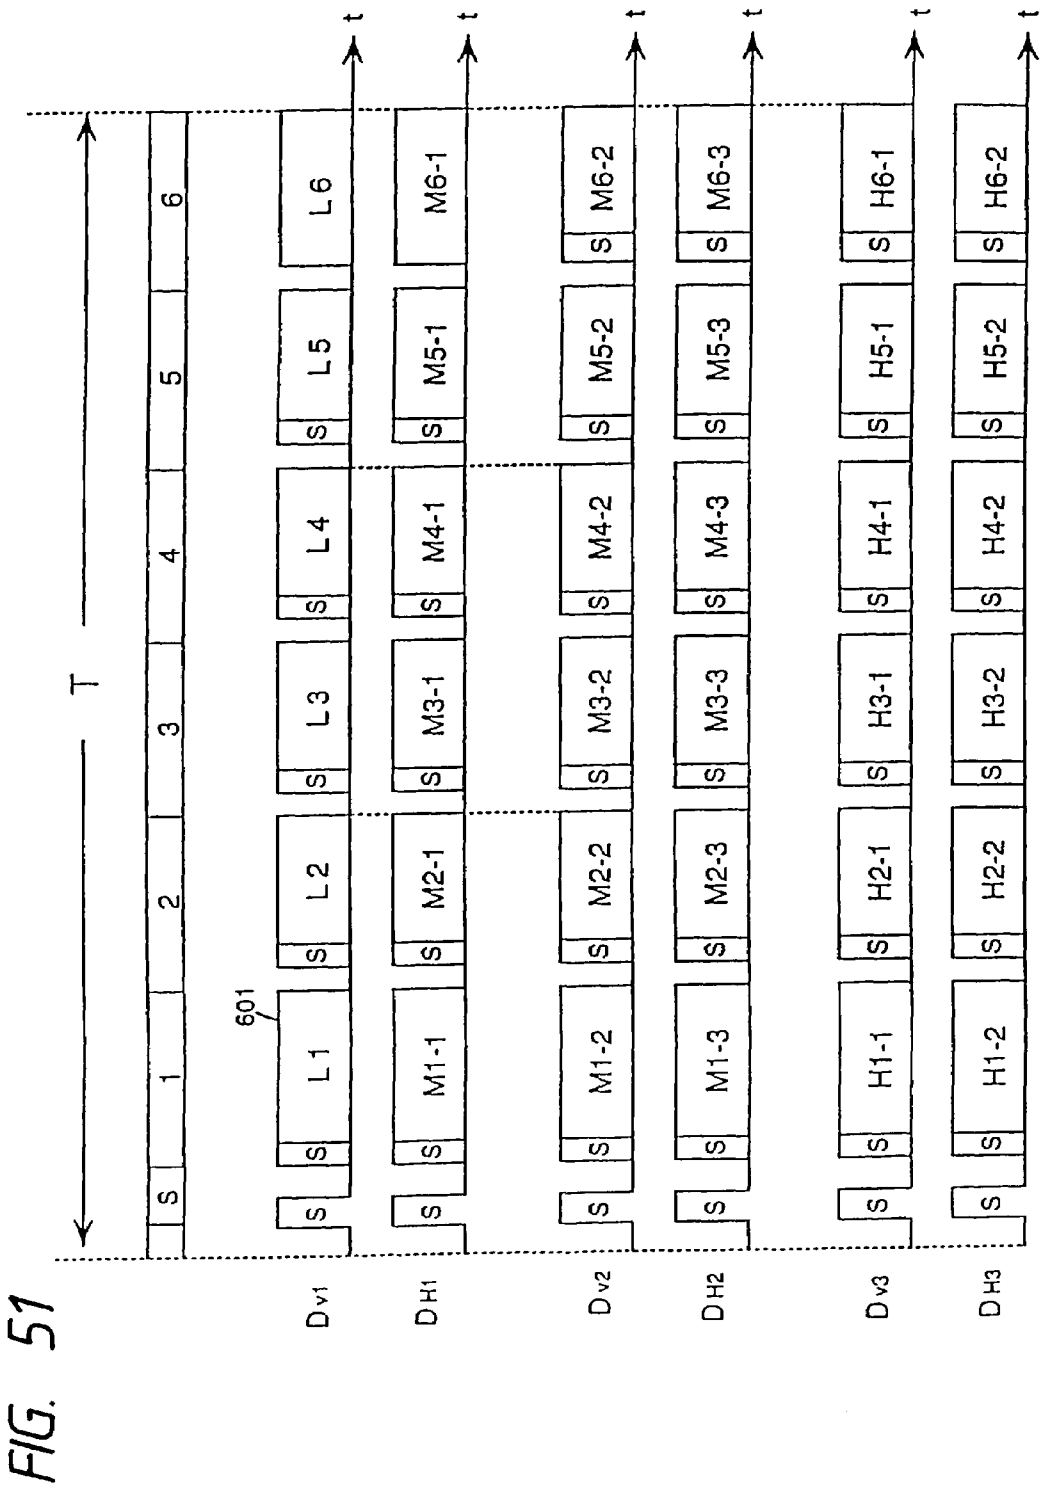 FIG. 51
T
S 1 2 3 4 5 6
601
Dv1 S S L1 S L2 S L3 S L4 S L5 L6 t
DH1 S S M1-1 S M2-1 S M3-1 S M4-1 S M5-1 M6-1 t
Dv2 S S M1-2 S M2-2 S M3-2 S M4-2 S M5-2 S M6-2 t
DH2 S S M1-3 S M2-3 S M3-3 S M4-3 S M5-3 S M6-3 t
Dv3 S S H1-1 S H2-1 S H3-1 S H4-1 S H5-1 S H6-1 t
DH3 S S H1-2 S H2-2 S H3-2 S H4-2 S H5-2 S H6-2 t